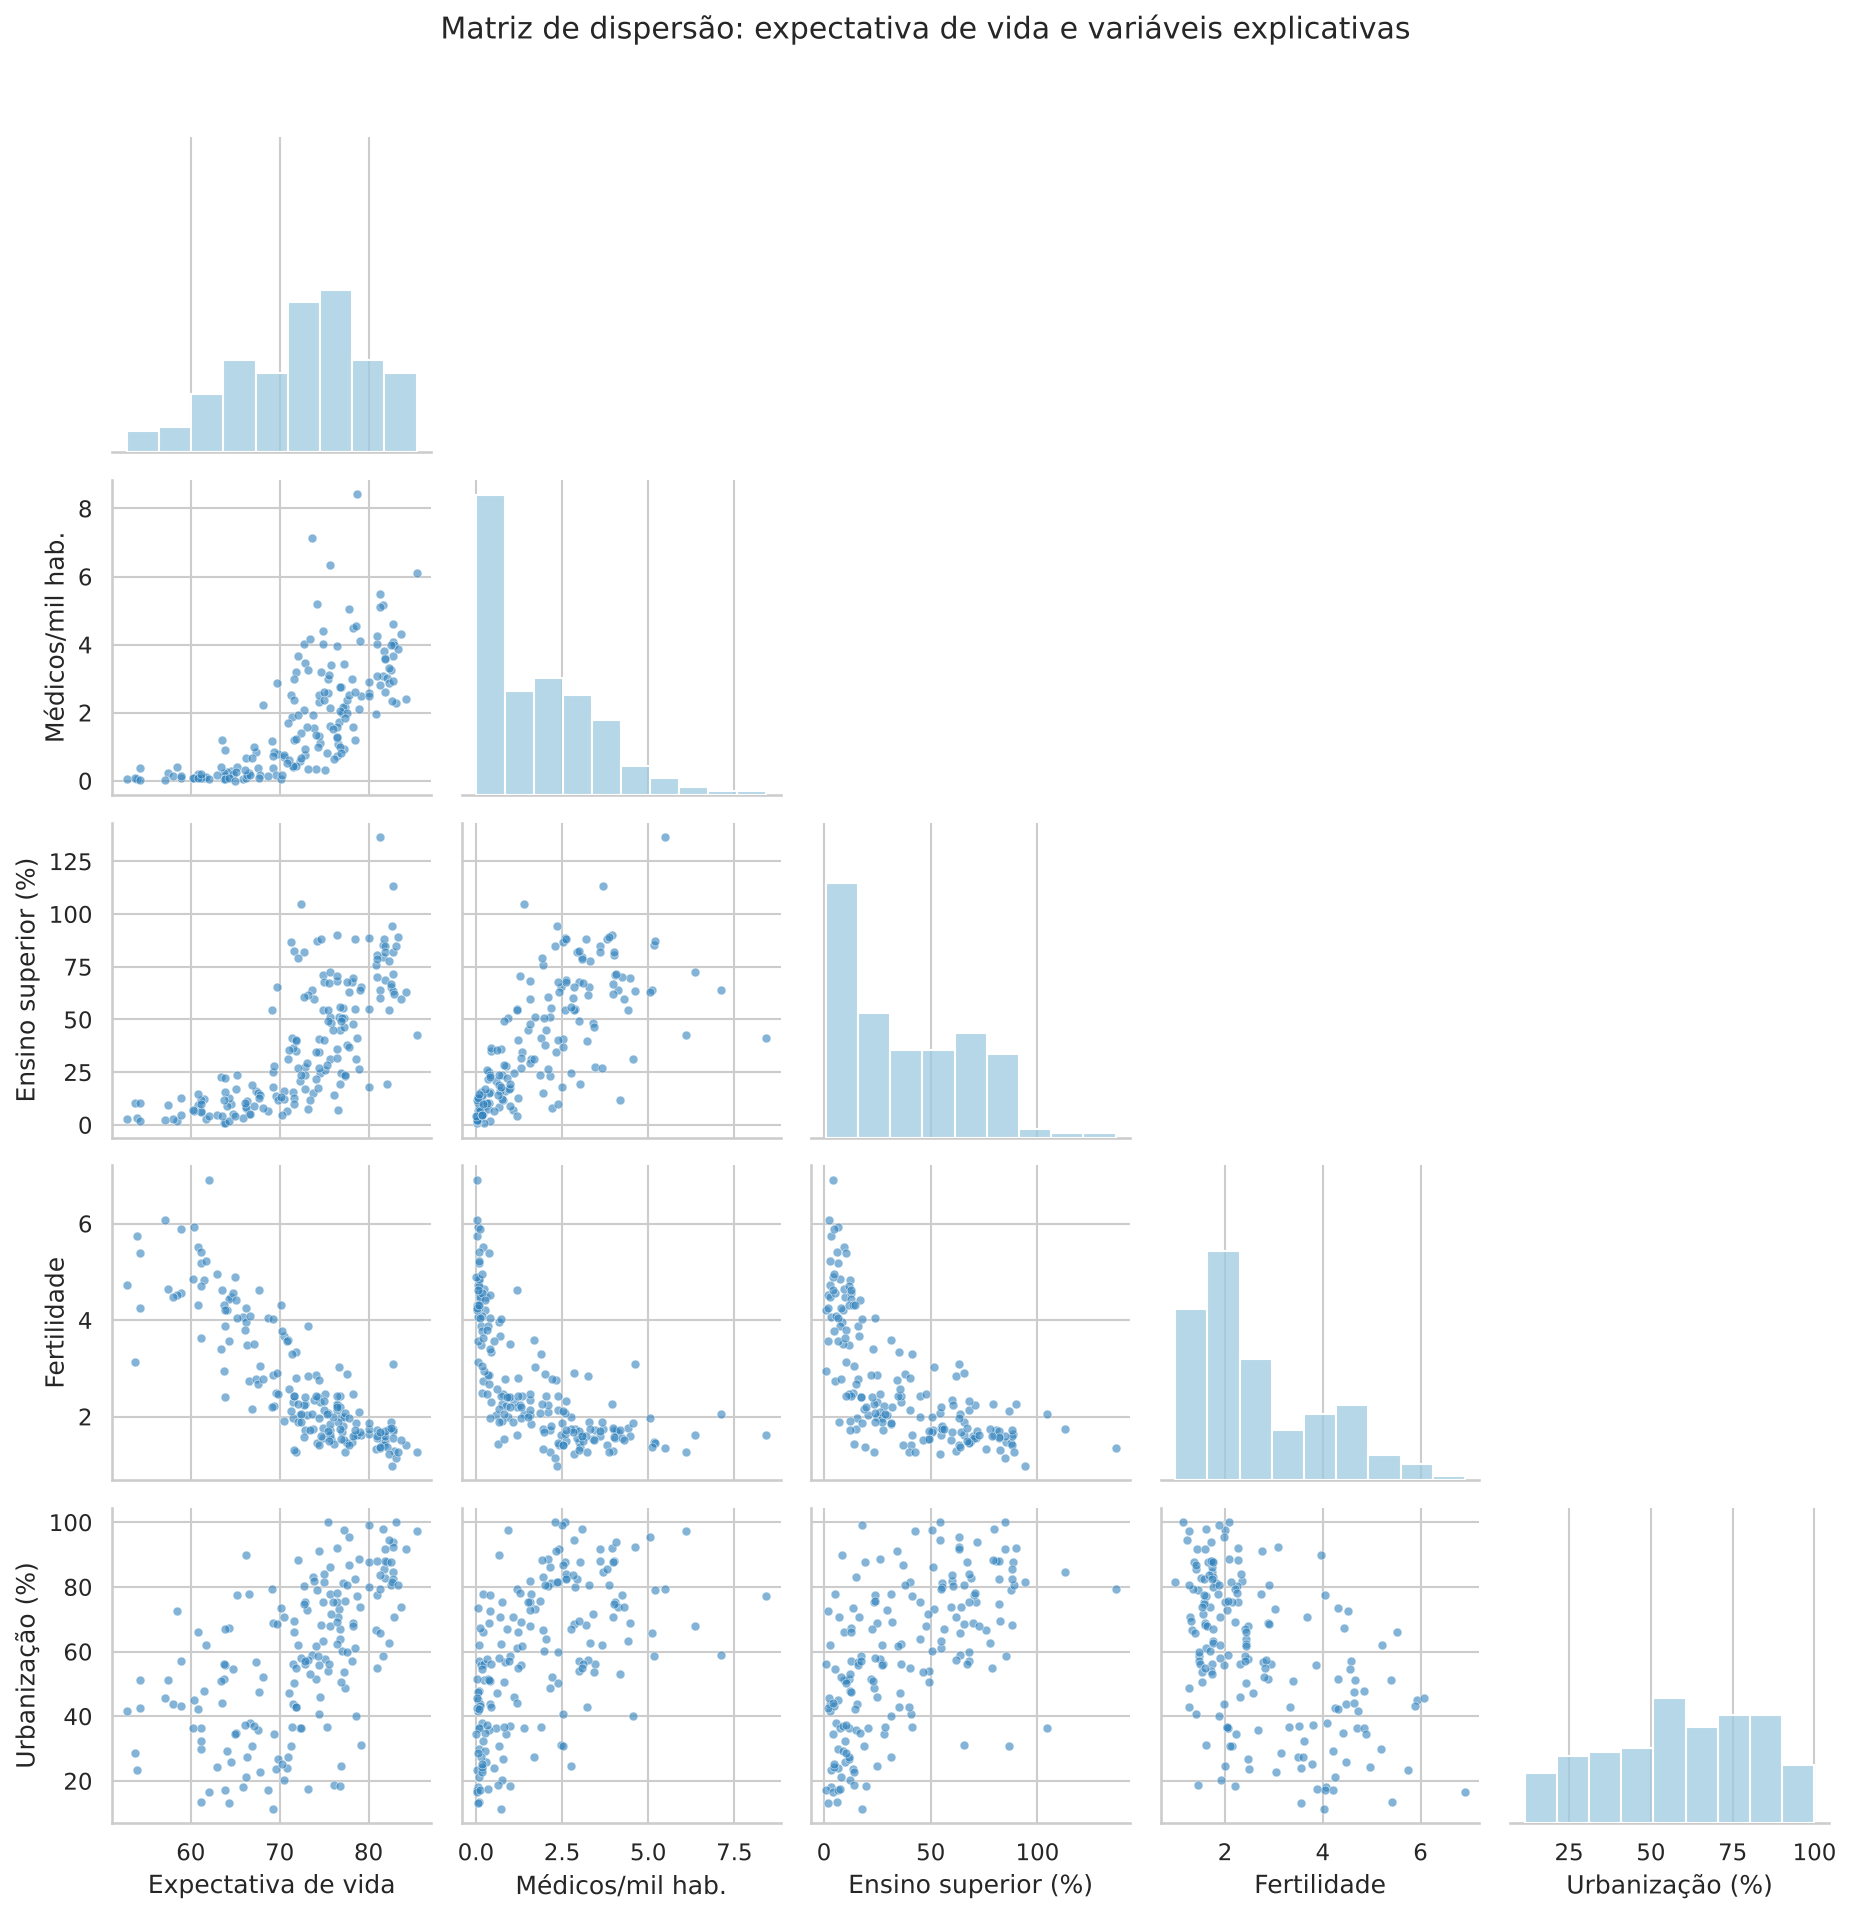 Matriz de dispersão: expectativa de vida e variáveis explicativas
8
6
4
2
0
Médicos/mil hab.
125
100
75
50
25
0
Ensino superior (%)
6
4
2
Fertilidade
100
80
60
40
20
Urbanização (%)
60 70 80
Expectativa de vida
0.0 2.5 5.0 7.5
Médicos/mil hab.
0 50 100
Ensino superior (%)
2 4 6
Fertilidade
25 50 75 100
Urbanização (%)